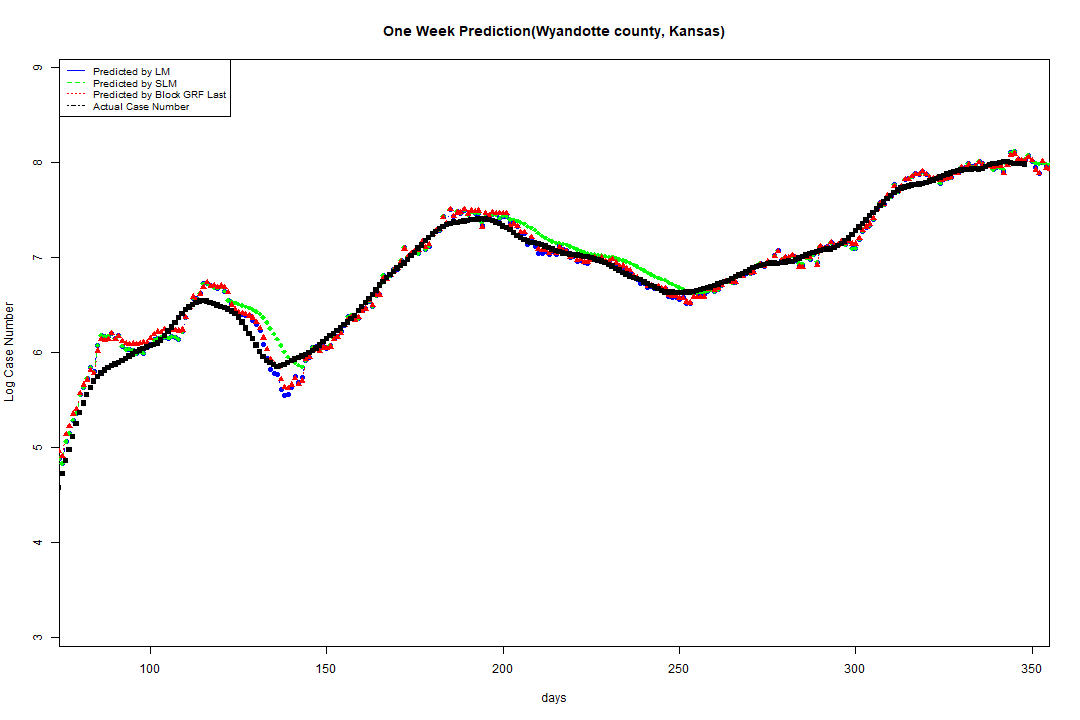 One Week Prediction(Wyandotte county, Kansas)
Predicted by LM
Predicted by SLM
Predicted by Block GRF Last
Actual Case Number
9
8
7
6
5
4
3
Log Case Number
100 150 200 250 300 350
days